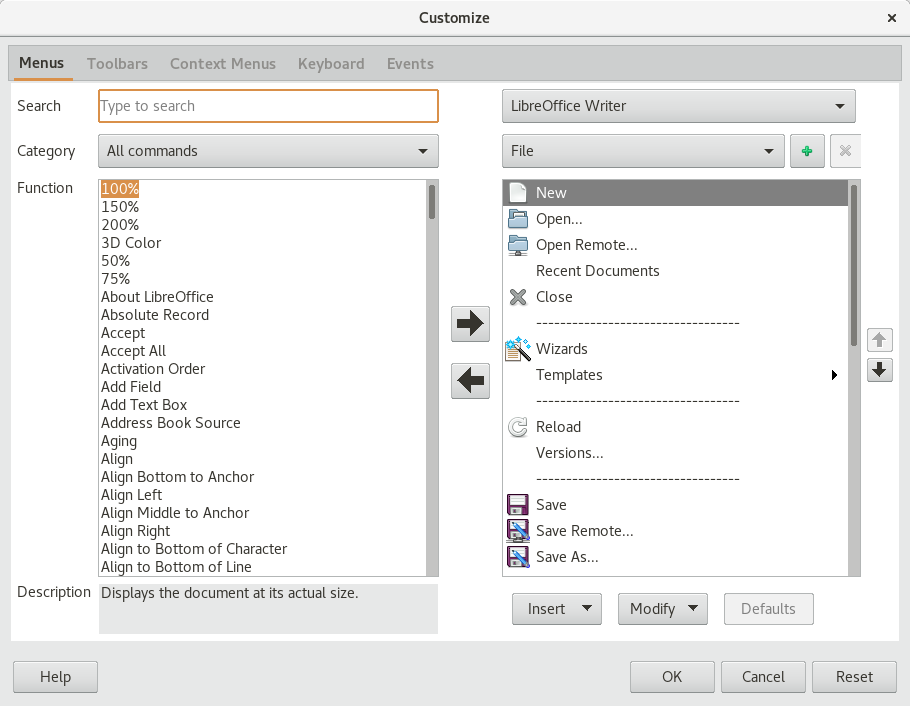 Customize
Menus Toolbars Context Menus Keyboard Events
Search Type to search LibreOffice Writer
Category All commands File
Function
100%
150%
200%
3D Color
50%
75%
About LibreOffice
Absolute Record
Accept
Accept All
Activation Order
Add Field
Add Text Box
Address Book Source
Aging
Align
Align Bottom to Anchor
Align Left
Align Middle to Anchor
Align Right
Align to Bottom of Character
Align to Bottom of Line
New
Open...
Open Remote...
Recent Documents
Close
----------------------------------
Wizards
Templates
----------------------------------
Reload
Versions...
----------------------------------
Save
Save Remote...
Save As...
Description Displays the document at its actual size.
Insert Modify Defaults
Help OK Cancel Reset